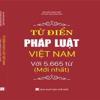 TỪ ĐIỂN
PHÁP LUẬT
VIỆT NAM
Với 5.665 từ
(Mới nhất)